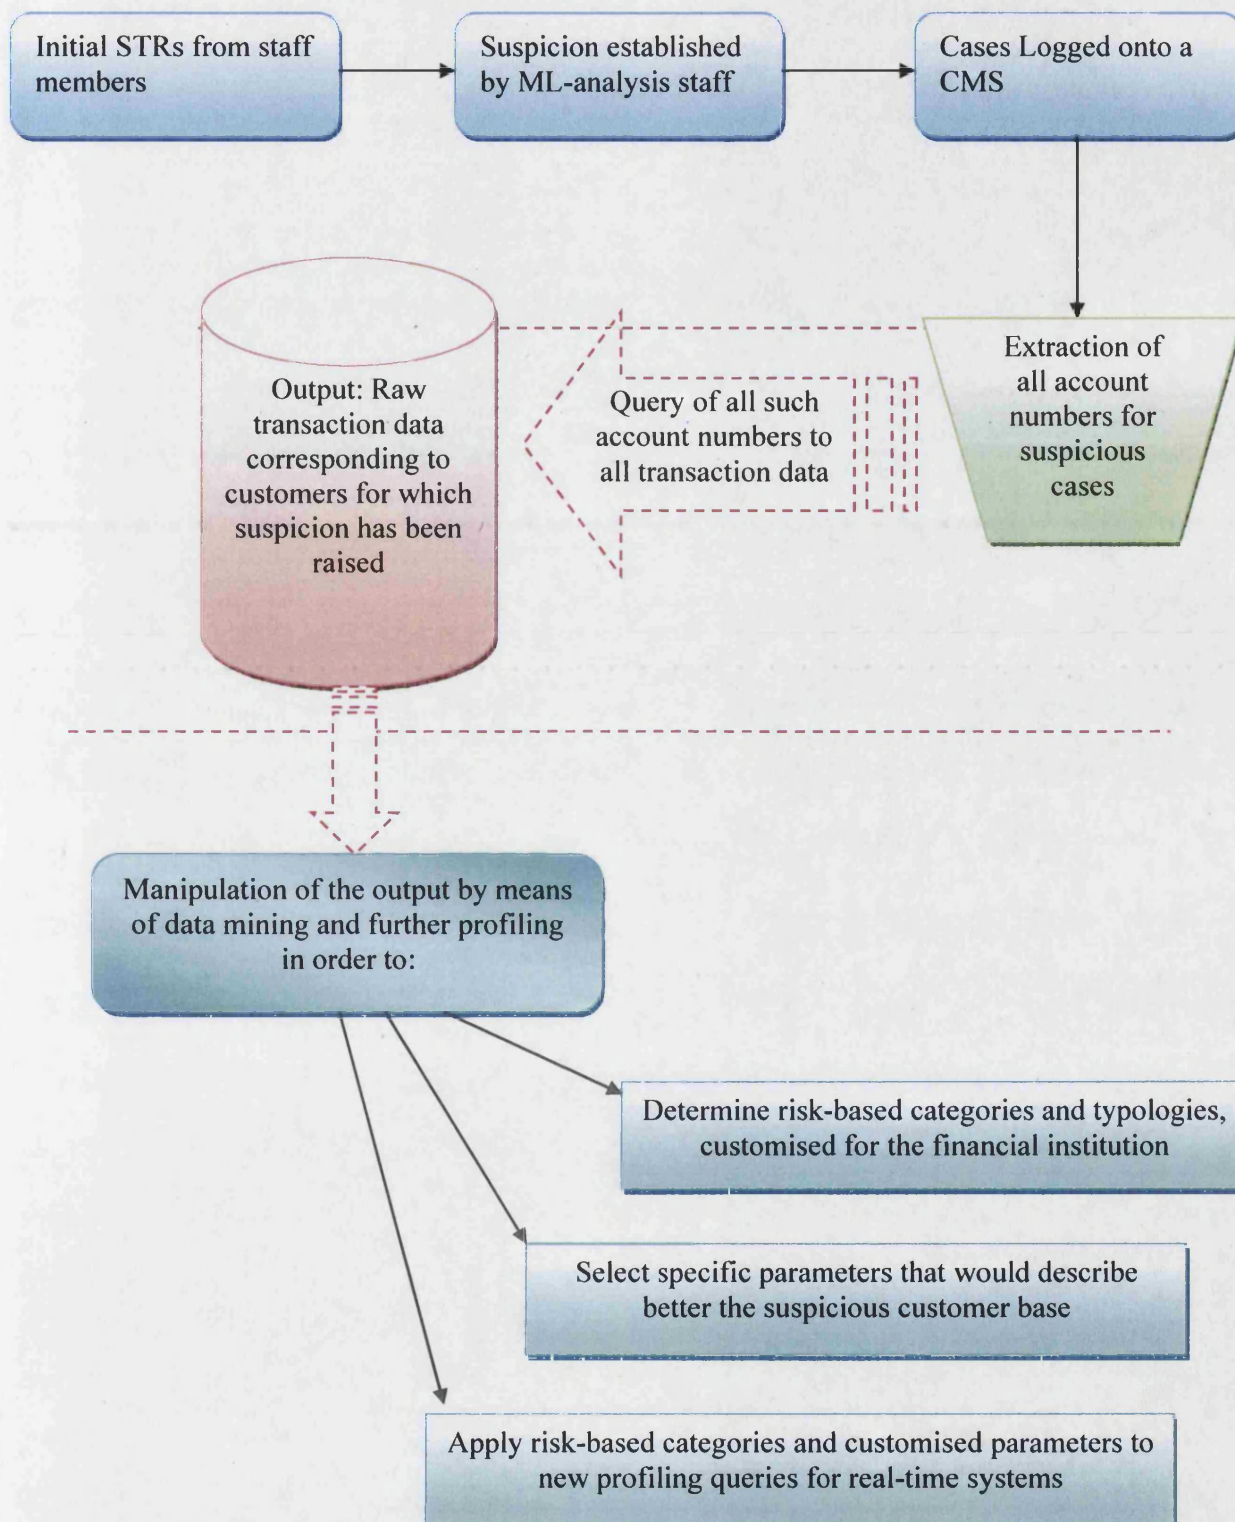 Initial STRs from staff
members
Suspicion established
by ML-analysis staff
Cases Logged onto a
CMS
Extraction of
all account
numbers for
suspicious
cases
Query of all such
account numbers to
all transaction data
Output: Raw
transaction data
corresponding to
customers for which
suspicion has been
raised
Manipulation of the output by means
of data mining and further profiling
in order to:
Determine risk-based categories and typologies,
customised for the financial institution
Select specific parameters that would describe
better the suspicious customer base
Apply risk-based categories and customised parameters to
new profiling queries for real-time systems